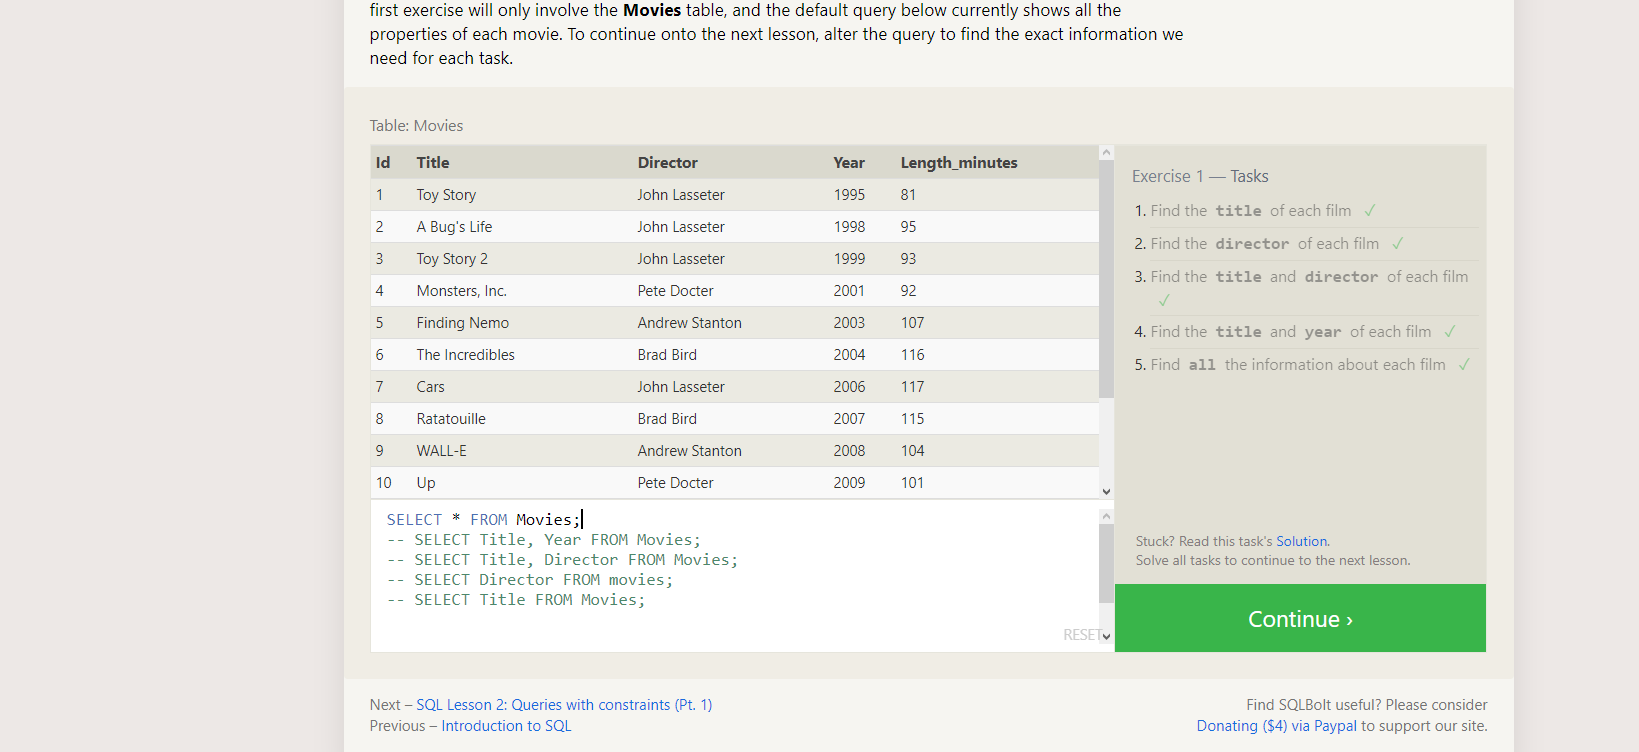 first exercise will only involve the Movies table, and the default query below currently shows all the
properties of each movie. To continue onto the next lesson, alter the query to find the exact information we
need for each task.
Table: Movies
Id Title Director Year Length_minutes
1 Toy Story John Lasseter 1995 81
2 A Bug's Life John Lasseter 1998 95
3 Toy Story 2 John Lasseter 1999 93
4 Monsters, Inc. Pete Docter 2001 92
5 Finding Nemo Andrew Stanton 2003 107
6 The Incredibles Brad Bird 2004 116
7 Cars John Lasseter 2006 117
8 Ratatouille Brad Bird 2007 115
9 WALL-E Andrew Stanton 2008 104
10 Up Pete Docter 2009 101
SELECT * FROM Movies;
-- SELECT Title, Year FROM Movies;
-- SELECT Title, Director FROM Movies;
-- SELECT Director FROM movies;
-- SELECT Title FROM Movies;
RESET
Exercise 1 — Tasks
1. Find the title of each film ✓
2. Find the director of each film ✓
3. Find the title and director of each film
✓
4. Find the title and year of each film ✓
5. Find all the information about each film ✓
Stuck? Read this task's Solution.
Solve all tasks to continue to the next lesson.
Continue ›
Next – SQL Lesson 2: Queries with constraints (Pt. 1)
Previous – Introduction to SQL
Find SQLBolt useful? Please consider
Donating ($4) via Paypal to support our site.